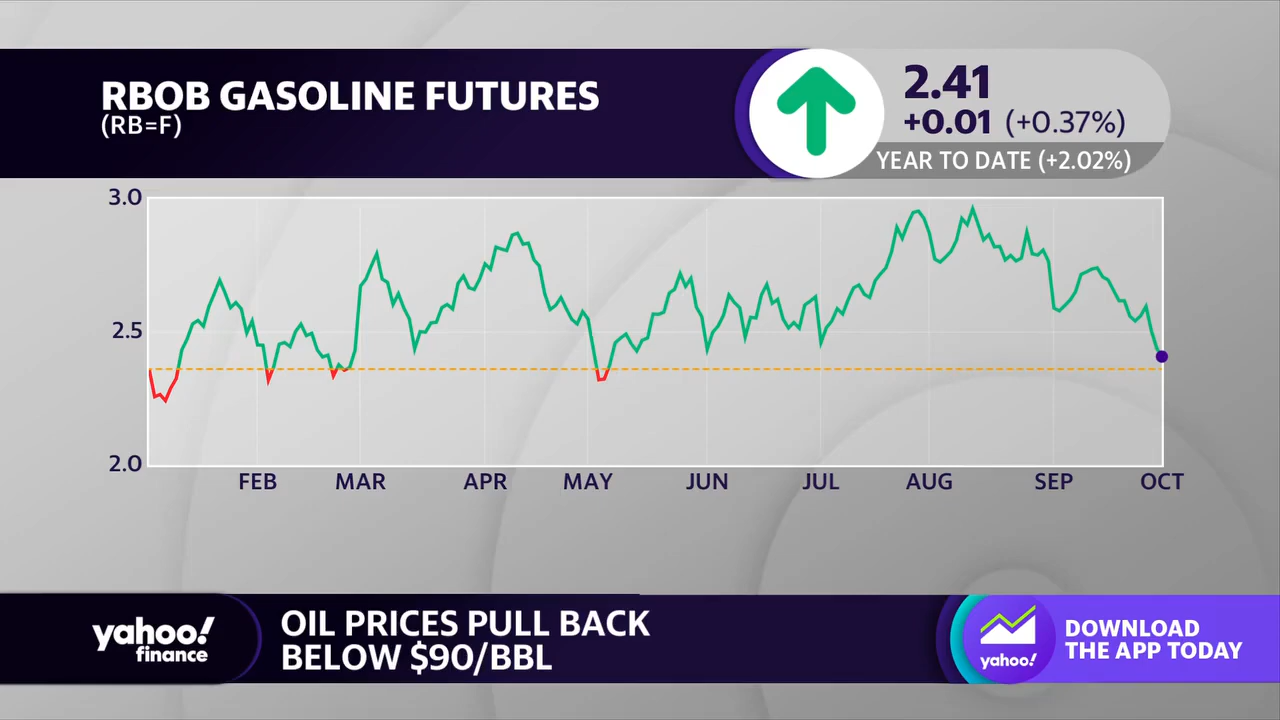 RBOB GASOLINE FUTURES
(RB=F)
2.41
+0.01 (+0.37%)
YEAR TO DATE (+2.02%)
3.0
2.5
2.0
FEB MAR APR MAY JUN JUL AUG SEP OCT
yahoo!
finance
OIL PRICES PULL BACK
BELOW $90/BBL
yahoo!
DOWNLOAD
THE APP TODAY